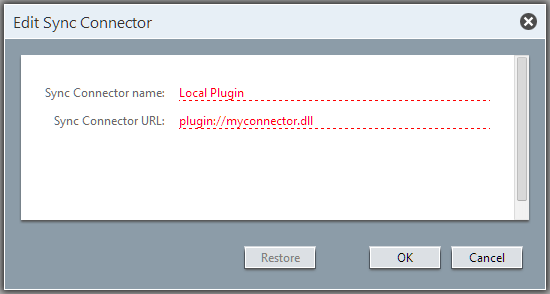 Edit Sync Connector
Sync Connector name: Local Plugin
Sync Connector URL: plugin://myconnector.dll
Restore OK Cancel